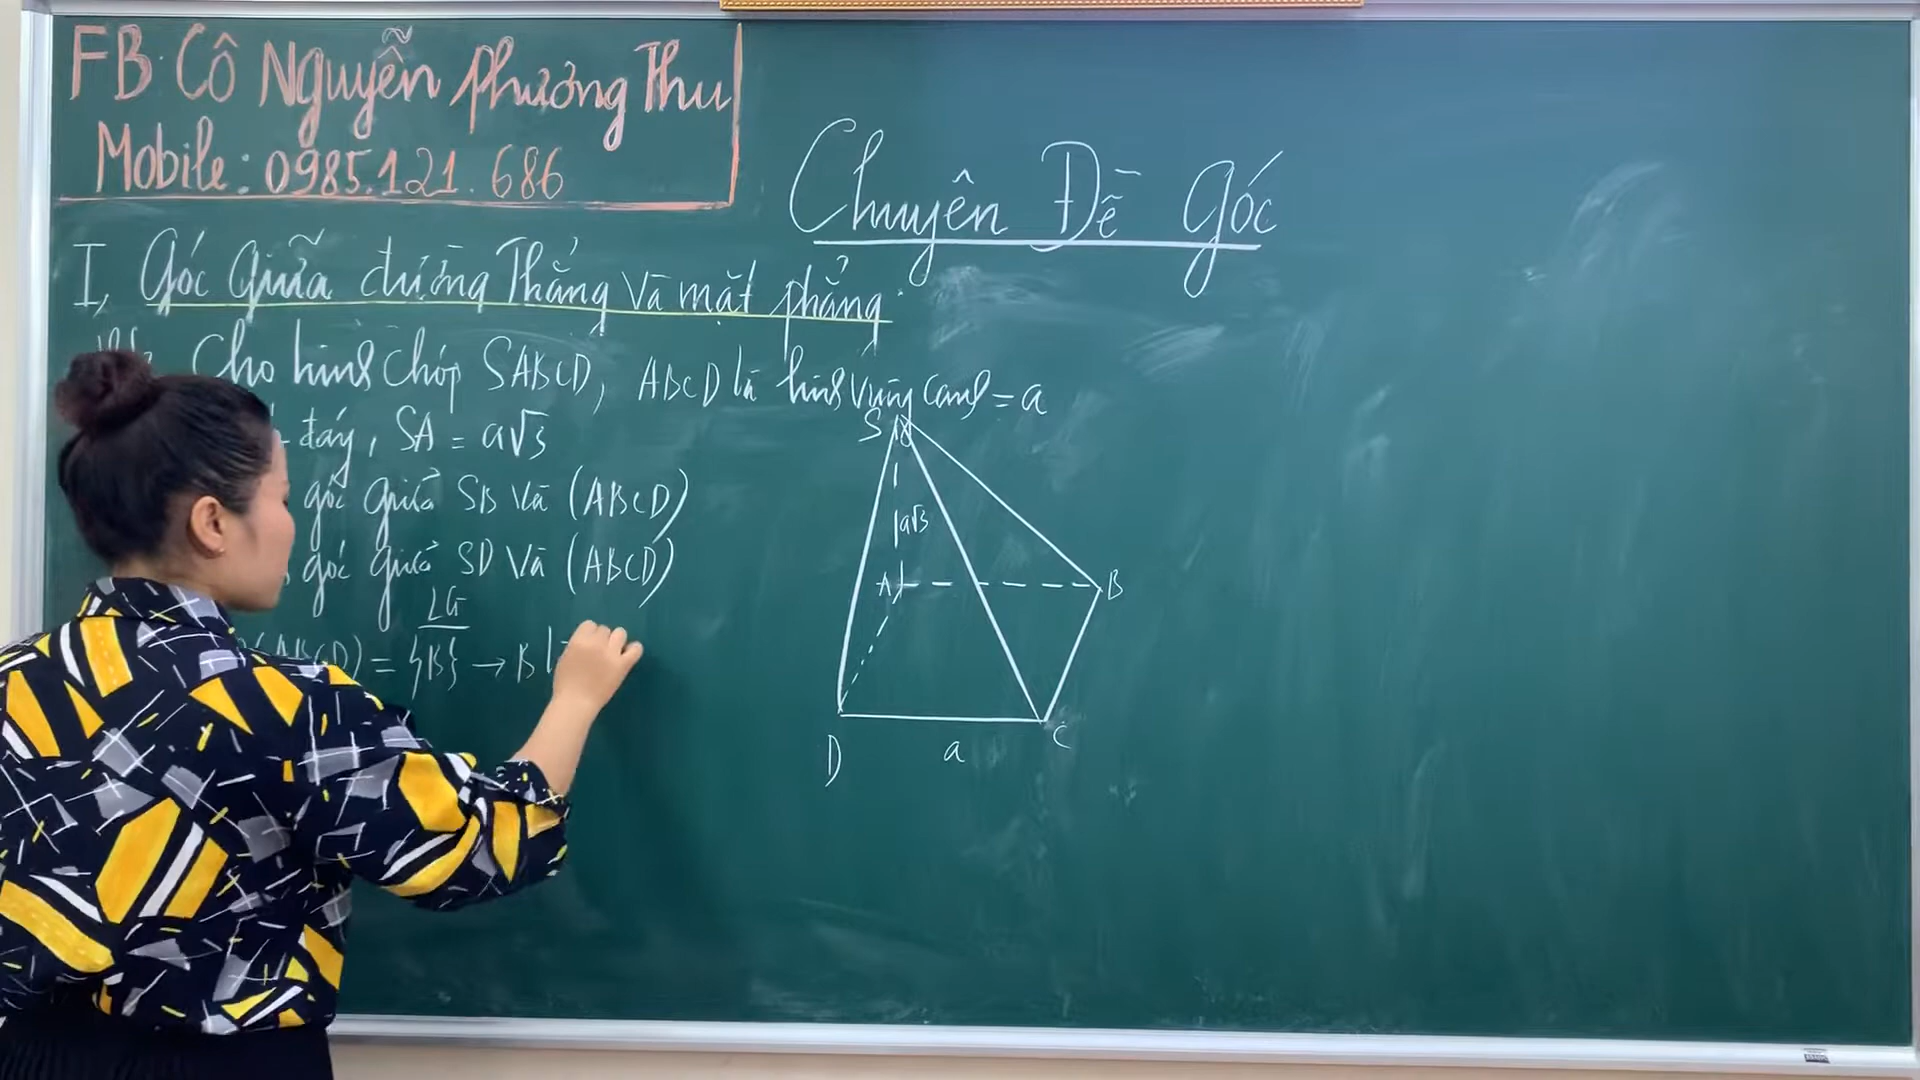 FB: Cô Nguyễn Phương Thu
Mobile: 0985.121.686
Chuyên Đề Góc
I, Góc giữa đường thẳng và mặt phẳng
Cho hình chóp SABCD, ABCD là hình vuông cạnh = a
đáy, SA = a√3
góc giữa SB và (ABCD)
góc giữa SD và (ABCD)
LG
(ABCD) = {B} → B
S
a√3
A
B
D
a
C